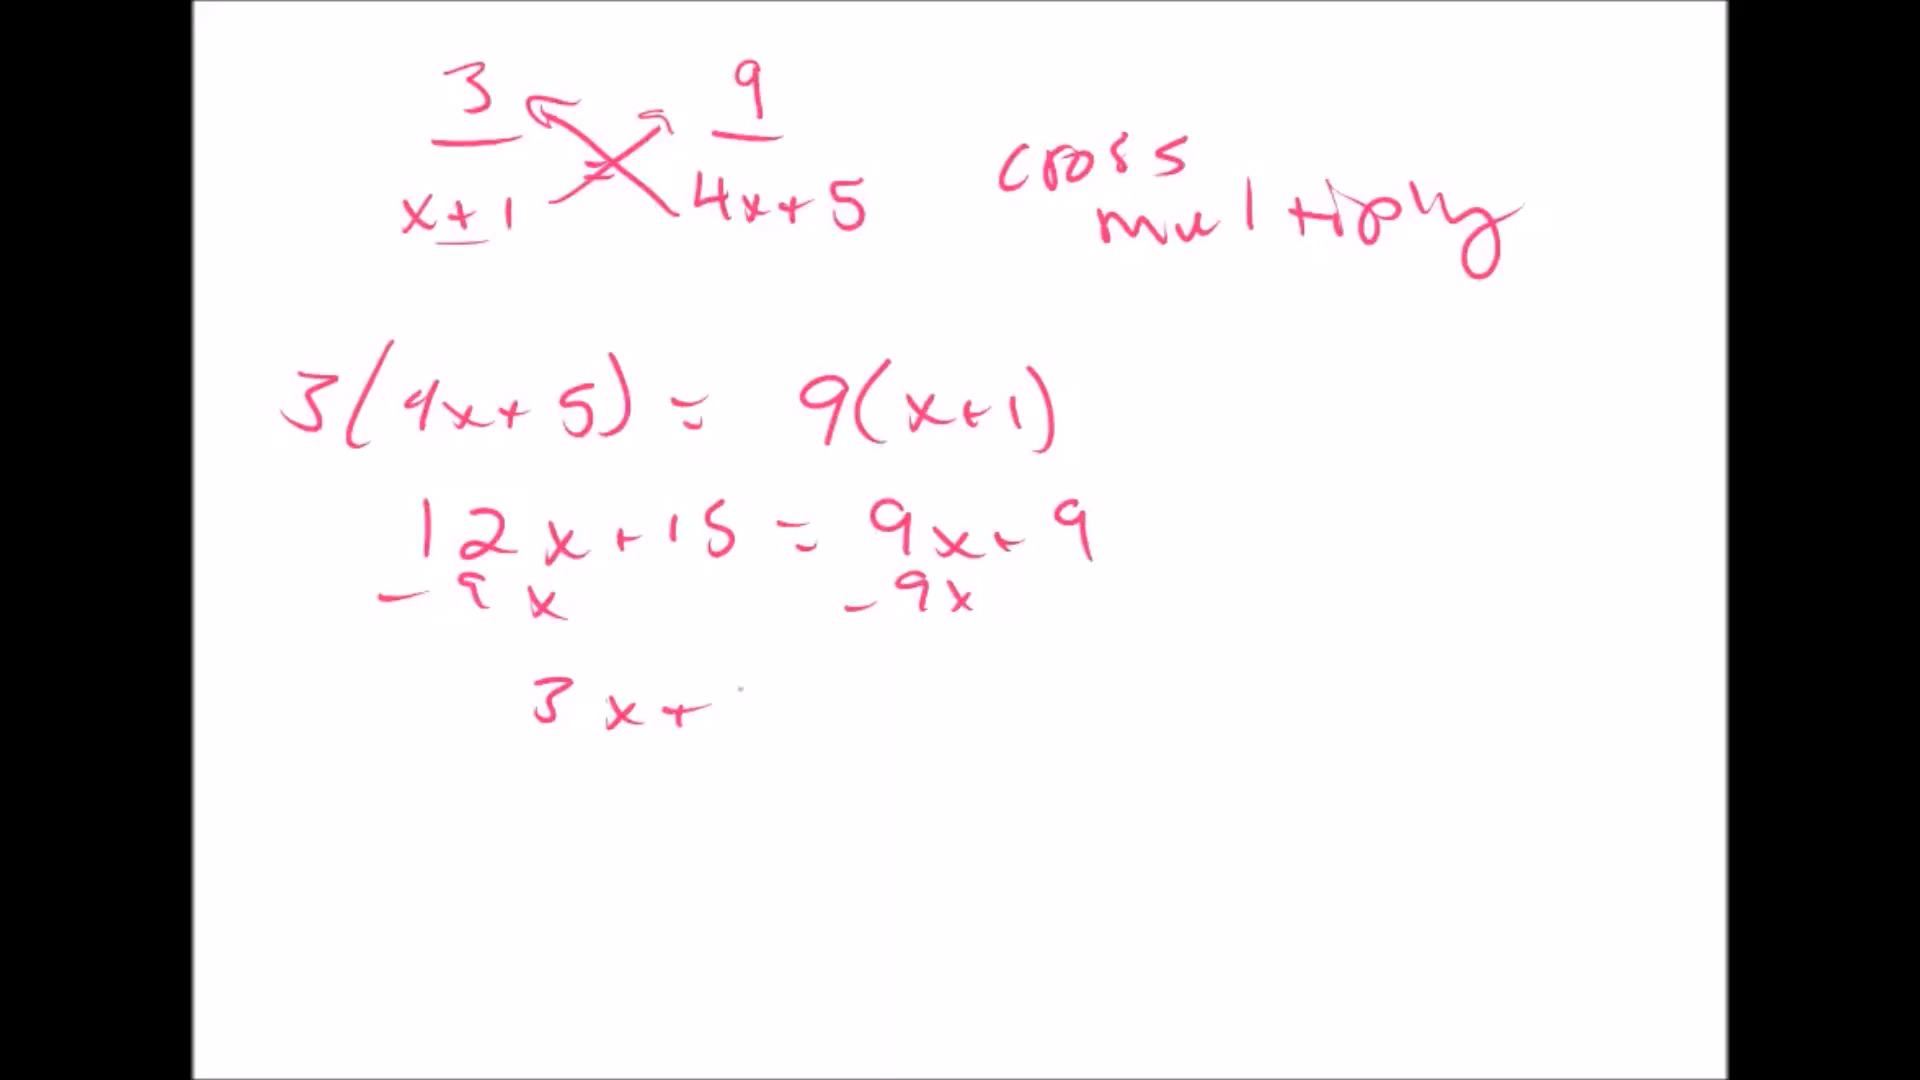 3/(x+1) = 9/(4x+5) cross multiply
3(4x+5) = 9(x+1)
12x+15 = 9x+9
-9x -9x
3x+